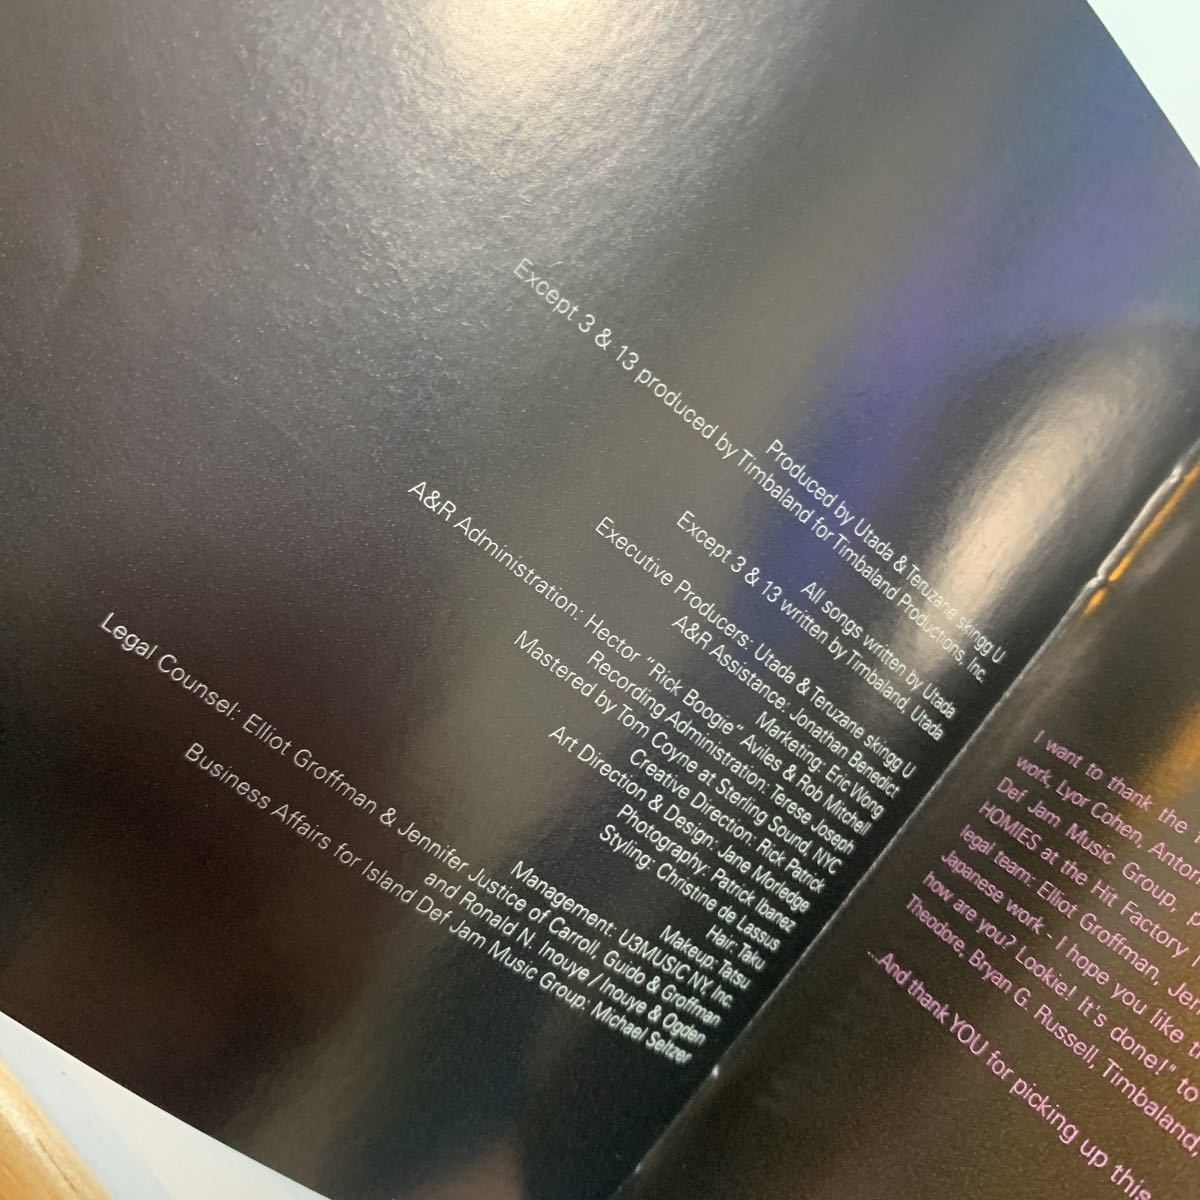 Produced by Utada & Teruzane skingg U
Except 3 & 13 produced by Timbaland for Timbaland Productions, Inc.
All songs written by Utada
Except 3 & 13 written by Timbaland, Utada
Executive Producers: Utada & Teruzane skingg U
A&R Assistance: Jonathan Benedict
Marketing: Eric Wong
A&R Administration: Hector "Rick Boogie" Aviles & Rob Mitchell
Recording Administration: Terese Joseph
Mastered by Tom Coyne at Sterling Sound, NYC
Creative Direction: Rick Patrick
Art Direction & Design: Jane Morledge
Photography: Patrick Ibanez
Styling: Christine de Lassus
Hair: Taku
Makeup: Tatsu
Management: U3MUSIC NY, Inc.
Legal Counsel: Elliot Groffman & Jennifer Justice of Carroll, Guido & Groffman
and Ronald N. Inouye / Inouye & Ogden
Business Affairs for Island Def Jam Music Group: Michael Seltzer
I want to thank the
work, Lyor Cohen, Anton
Def Jam Music Group,
HOMIES at the Hit Factory
legal team: Elliot Groffman, Je
Japanese work - I hope you like t
how are you? Lookie! It's done!" to
Theodore, Bryan G. Russell, Timbaland,
...And thank YOU for picking up this